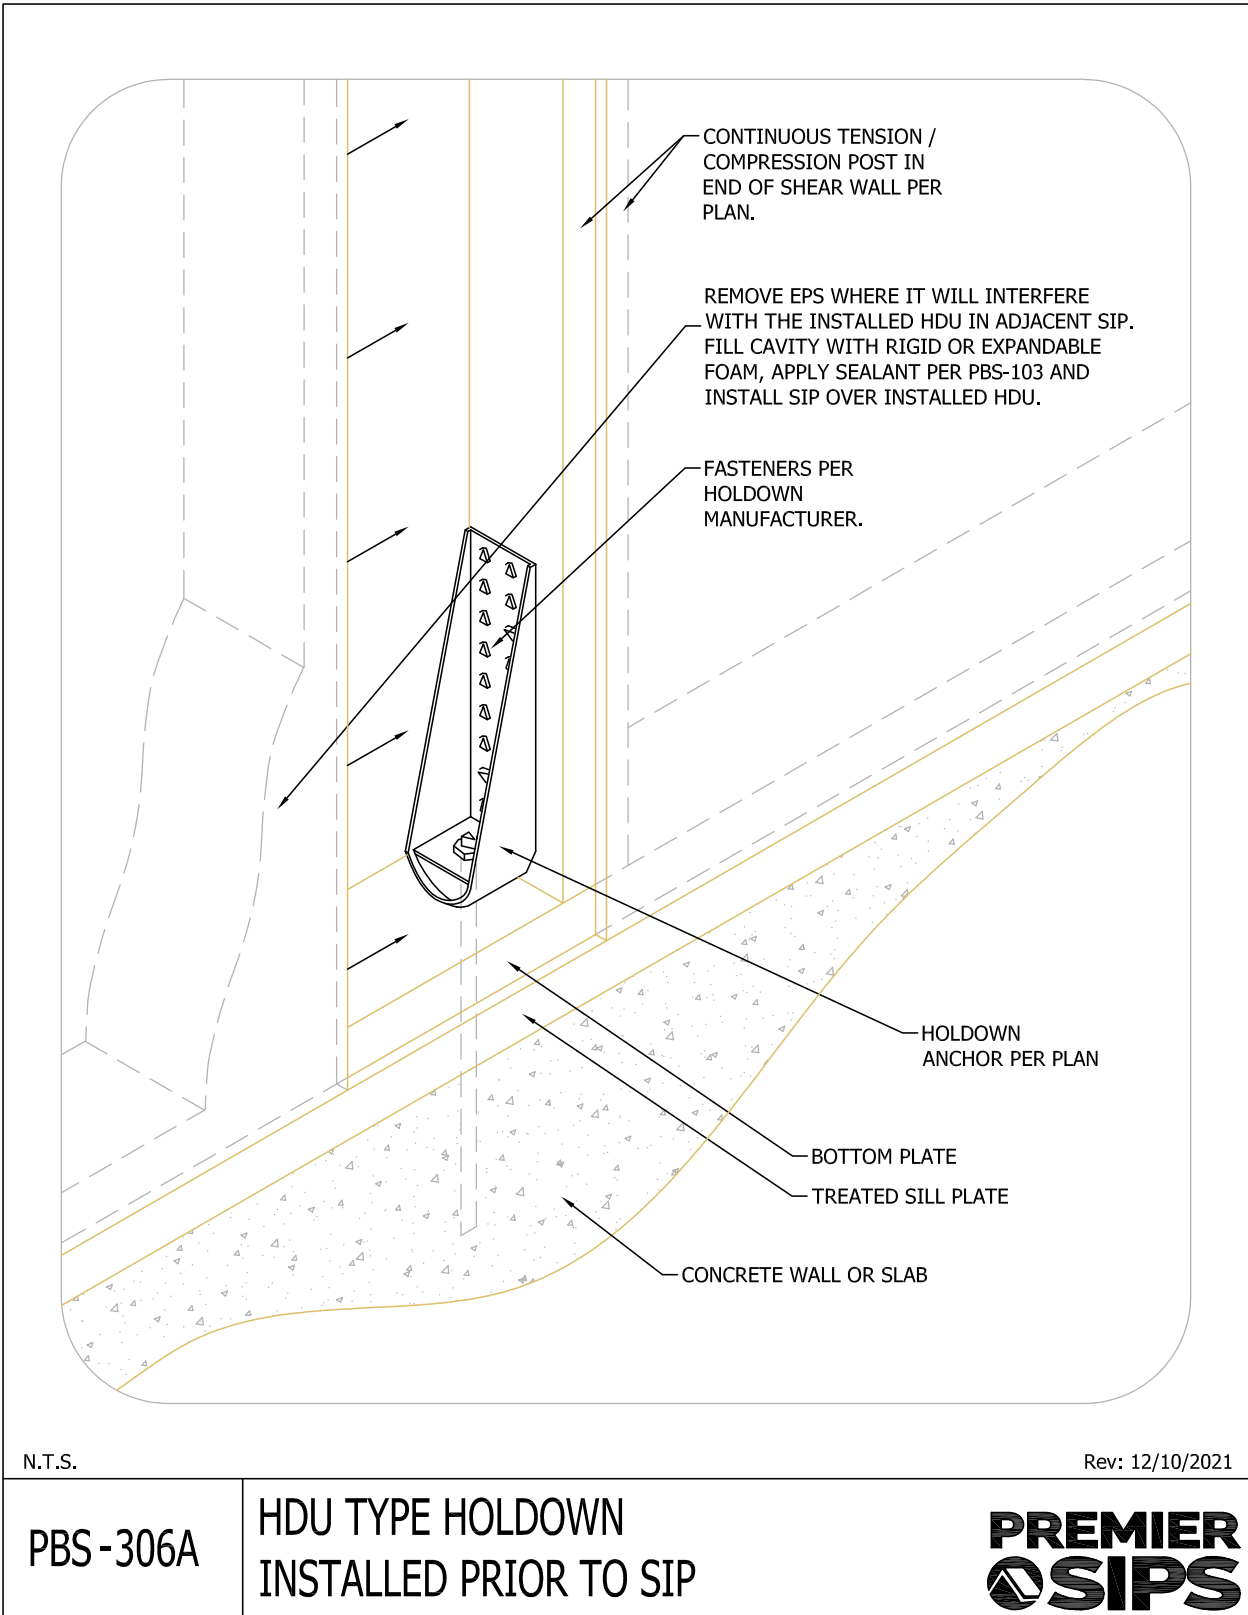 CONTINUOUS TENSION /
COMPRESSION POST IN
END OF SHEAR WALL PER
PLAN.
REMOVE EPS WHERE IT WILL INTERFERE
WITH THE INSTALLED HDU IN ADJACENT SIP.
FILL CAVITY WITH RIGID OR EXPANDABLE
FOAM, APPLY SEALANT PER PBS-103 AND
INSTALL SIP OVER INSTALLED HDU.
FASTENERS PER
HOLDOWN
MANUFACTURER.
HOLDOWN
ANCHOR PER PLAN
BOTTOM PLATE
TREATED SILL PLATE
CONCRETE WALL OR SLAB
N.T.S.
Rev: 12/10/2021
PBS-306A
HDU TYPE HOLDOWN
INSTALLED PRIOR TO SIP
PREMIER
SIPS